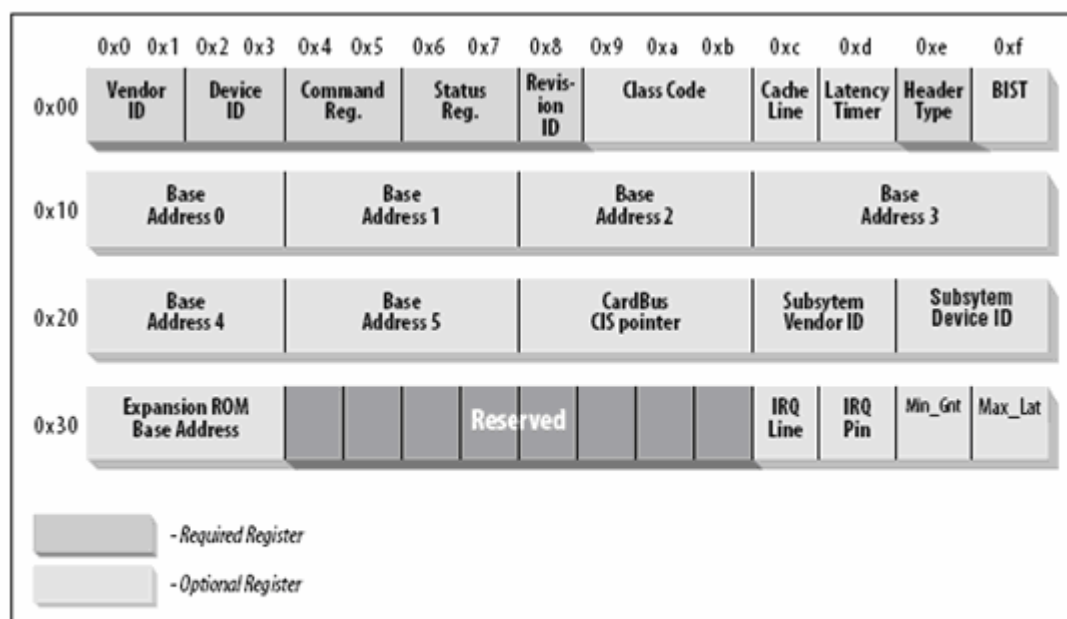 0x0 0x1 0x2 0x3 0x4 0x5 0x6 0x7 0x8 0x9 0xa 0xb 0xc 0xd 0xe 0xf
0x00
Vendor
ID
Device
ID
Command
Reg.
Status
Reg.
Revis-
ion
ID
Class Code
Cache
Line
Latency
Timer
Header
Type
BIST
0x10
Base
Address 0
Base
Address 1
Base
Address 2
Base
Address 3
0x20
Base
Address 4
Base
Address 5
CardBus
CIS pointer
Subsytem
Vendor ID
Subsytem
Device ID
0x30
Expansion ROM
Base Address
Reserved
IRQ
Line
IRQ
Pin
Min_Gnt
Max_Lat
- Required Register
- Optional Register